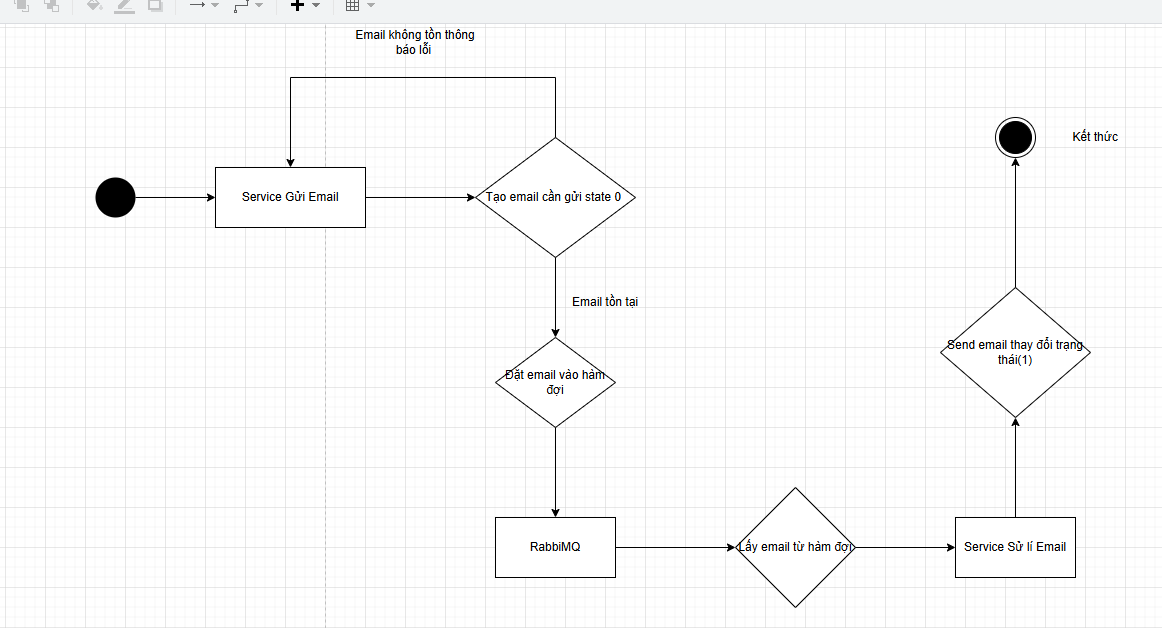 Email không tồn thông
báo lỗi
Kết thức
Service Gửi Email
Tạo email cần gửi state 0
Email tồn tại
Send email thay đổi trạng
thái(1)
Đặt email vào hàm
đợi
RabbiMQ
Lấy email từ hàm đợi
Service Sử lí Email